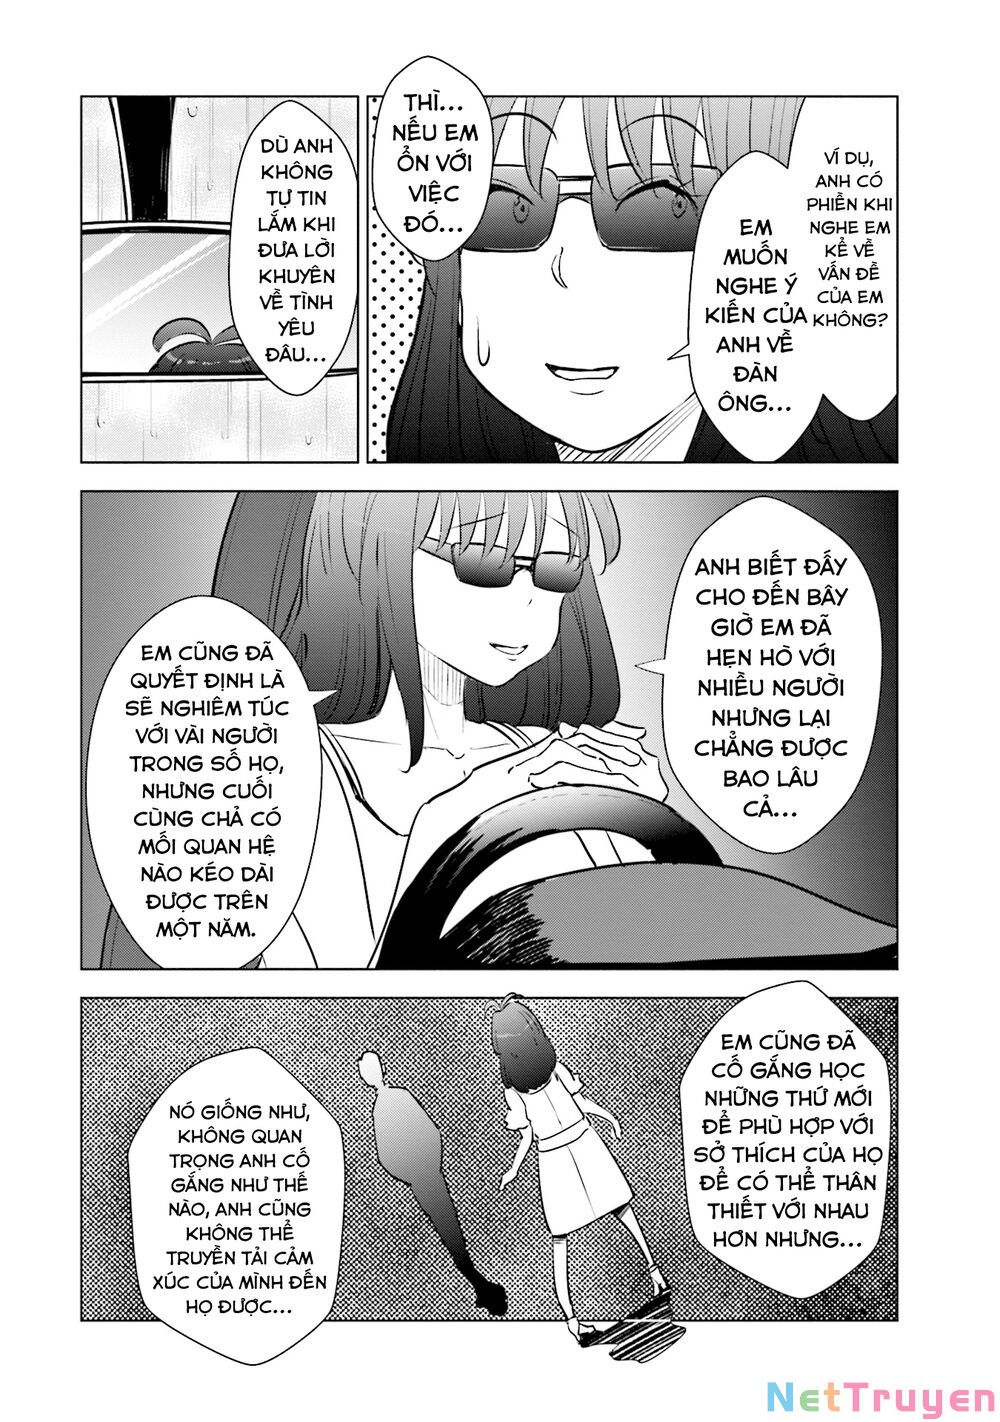 VÍ DỤ,
ANH CÓ
PHIỀN KHI
NGHE EM
KỂ VỀ
VẤN ĐỀ
CỦA EM
KHÔNG?
EM
MUỐN
NGHE Ý
KIẾN CỦA
ANH VỀ
ĐÀN
ÔNG...
THÌ...
NẾU EM
ỔN VỚI
VIỆC
ĐÓ...
DÙ ANH
KHÔNG
TỰ TIN
LẮM KHI
ĐƯA LỜI
KHUYÊN
VỀ TÌNH
YÊU
ĐÂU...
ANH BIẾT ĐẤY
CHO ĐẾN BÂY
GIỜ EM ĐÃ
HẸN HÒ VỚI
NHIỀU NGƯỜI
NHƯNG LẠI
CHẲNG ĐƯỢC
BAO LÂU
CẢ...
EM CŨNG ĐÃ
QUYẾT ĐỊNH LÀ
SẼ NGHIÊM TÚC
VỚI VÀI NGƯỜI
TRONG SỐ HỌ,
NHƯNG CUỐI
CÙNG CHẢ CÓ
MỐI QUAN HỆ
NÀO KÉO DÀI
ĐƯỢC TRÊN
MỘT NĂM.
EM CŨNG ĐÃ
CỐ GẮNG HỌC
NHỮNG THỨ MỚI
ĐỂ PHÙ HỢP VỚI
SỞ THÍCH CỦA HỌ
ĐỂ CÓ THỂ THÂN
THIẾT VỚI NHAU
HƠN NHƯNG...
NÓ GIỐNG NHƯ,
KHÔNG QUAN
TRỌNG ANH CỐ
GẮNG NHƯ THẾ
NÀO, ANH CŨNG
KHÔNG THỂ
TRUYỀN TẢI CẢM
XÚC CỦA MÌNH ĐẾN
HỌ ĐƯỢC...
NetTruyen